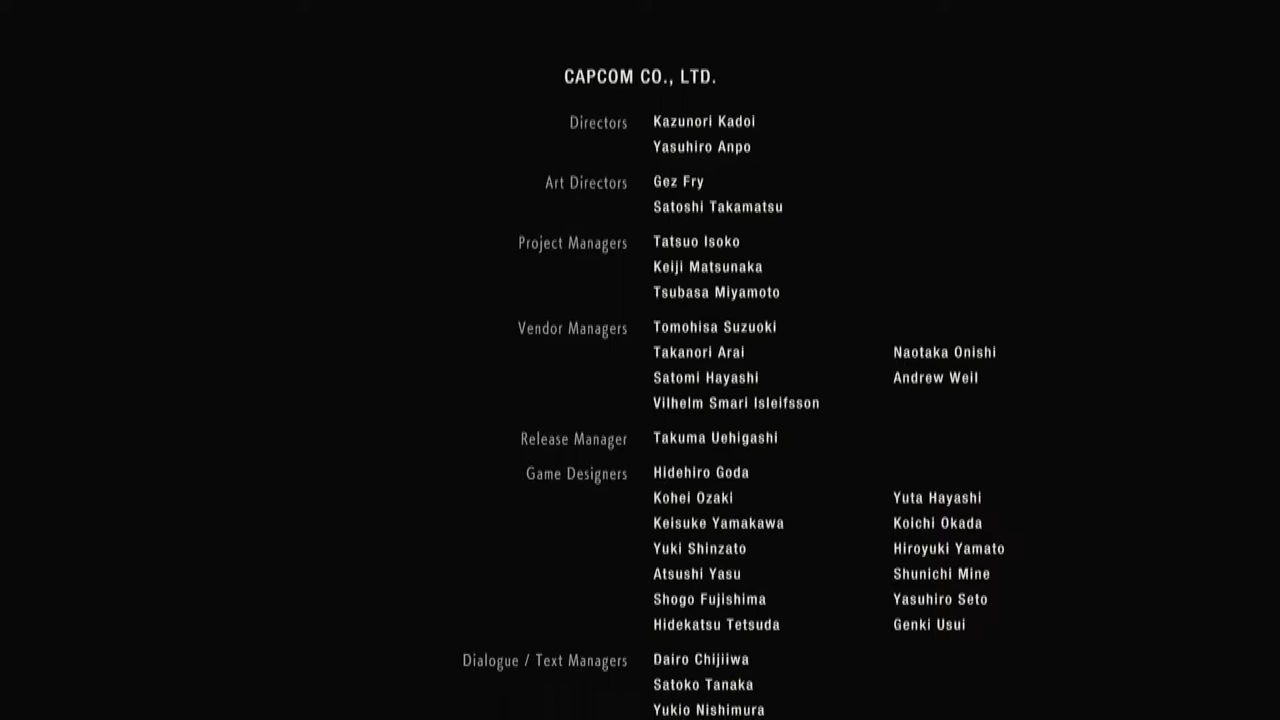 CAPCOM CO., LTD.
Directors Kazunori Kadoi
Yasuhiro Anpo
Art Directors Gez Fry
Satoshi Takamatsu
Project Managers Tatsuo Isoko
Keiji Matsunaka
Tsubasa Miyamoto
Vendor Managers Tomohisa Suzuoki
Takanori Arai Naotaka Onishi
Satomi Hayashi Andrew Weil
Vilhelm Smari Isleifsson
Release Manager Takuma Uehigashi
Game Designers Hidehiro Goda
Kohei Ozaki Yuta Hayashi
Keisuke Yamakawa Koichi Okada
Yuki Shinzato Hiroyuki Yamato
Atsushi Yasu Shunichi Mine
Shogo Fujishima Yasuhiro Seto
Hidekatsu Tetsuda Genki Usui
Dialogue / Text Managers Dairo Chijiiwa
Satoko Tanaka
Yukio Nishimura